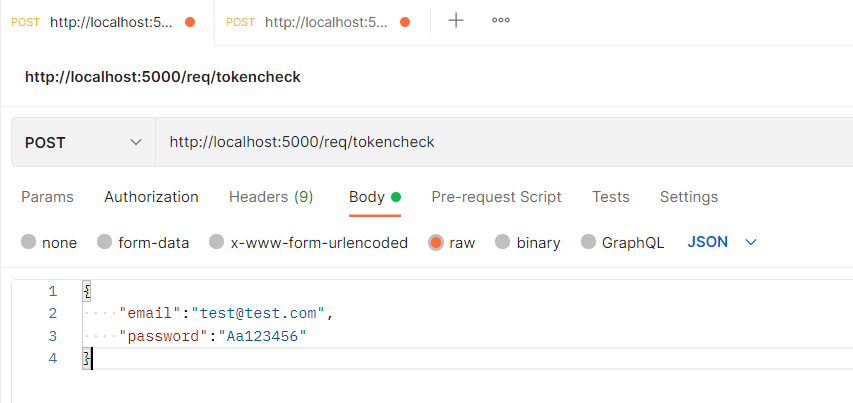 POST http://localhost:5... POST http://localhost:5...
http://localhost:5000/req/tokencheck
POST http://localhost:5000/req/tokencheck
Params Authorization Headers (9) Body Pre-request Script Tests Settings
none form-data x-www-form-urlencoded raw binary GraphQL JSON
1 {
2 ····"email":"test@test.com",
3 ····"password":"Aa123456"
4 }